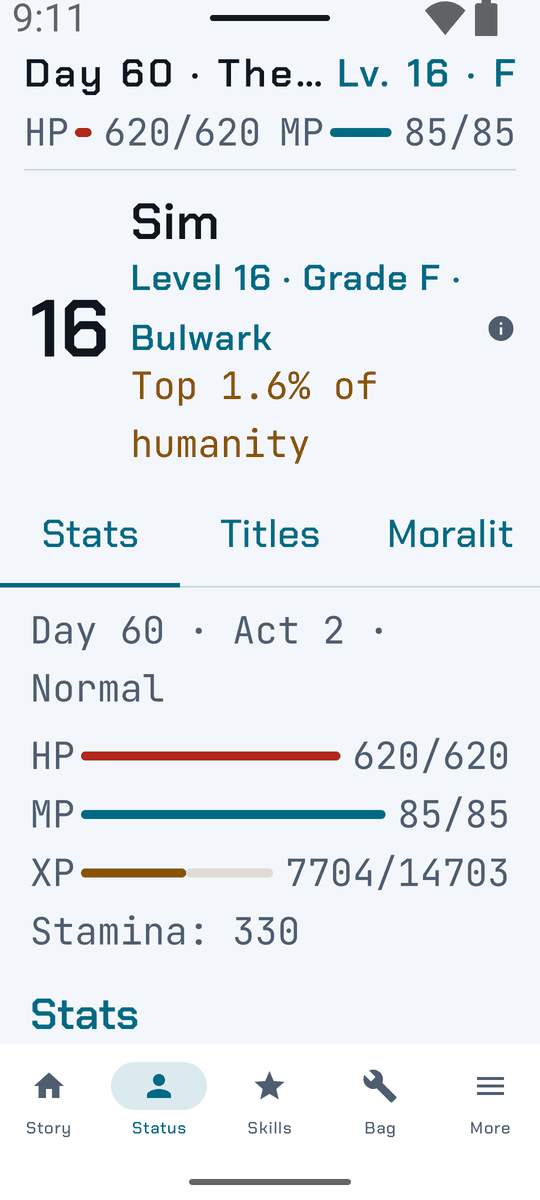 9:11
Day 60 · The… Lv. 16 · F
HP 620/620 MP 85/85
Sim
16
Level 16 · Grade F ·
Bulwark
Top 1.6% of
humanity
Stats Titles Moralit
Day 60 · Act 2 ·
Normal
HP 620/620
MP 85/85
XP 7704/14703
Stamina: 330
Stats
Story Status Skills Bag More